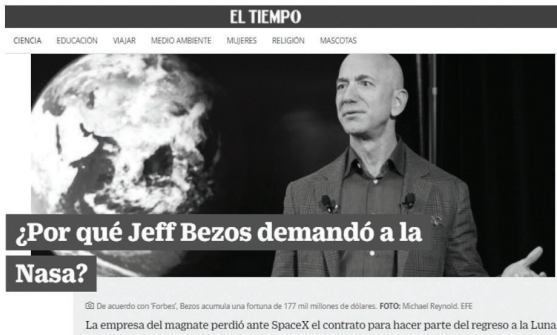 EL TIEMPO
CIENCIA EDUCACIÓN VIAJAR MEDIO AMBIENTE MUJERES RELIGIÓN MASCOTAS
¿Por qué Jeff Bezos demandó a la
Nasa?
De acuerdo con 'Forbes', Bezos acumula una fortuna de 177 mil millones de dólares. FOTO: Michael Reynold. EFE
La empresa del magnate perdió ante SpaceX el contrato para hacer parte del regreso a la Luna